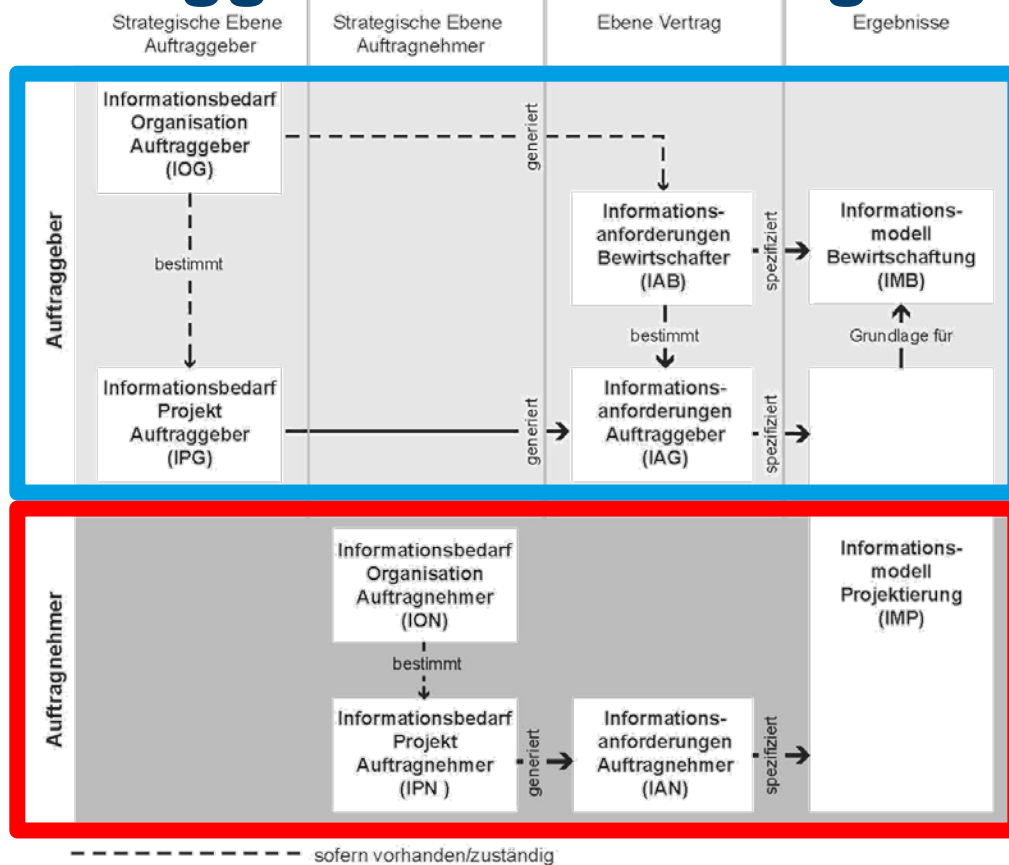 Strategische Ebene
Auftraggeber
Strategische Ebene
Auftragnehmer
Ebene Vertrag
Ergebnisse
Auftraggeber
Informationsbedarf
Organisation
Auftraggeber
(IOG)
generiert
bestimmt
Informations-
anforderungen
Bewirtschafter
(IAB)
spezifiziert
Informations-
modell
Bewirtschaftung
(IMB)
bestimmt
Grundlage für
Informationsbedarf
Projekt
Auftraggeber
(IPG)
generiert
Informations-
anforderungen
Auftraggeber
(IAG)
spezifiziert
Auftragnehmer
Informationsbedarf
Organisation
Auftragnehmer
(ION)
Informations-
modell
Projektierung
(IMP)
bestimmt
Informationsbedarf
Projekt
Auftragnehmer
(IPN )
generiert
Informations-
anforderungen
Auftragnehmer
(IAN)
spezifiziert
sofern vorhanden/zuständig